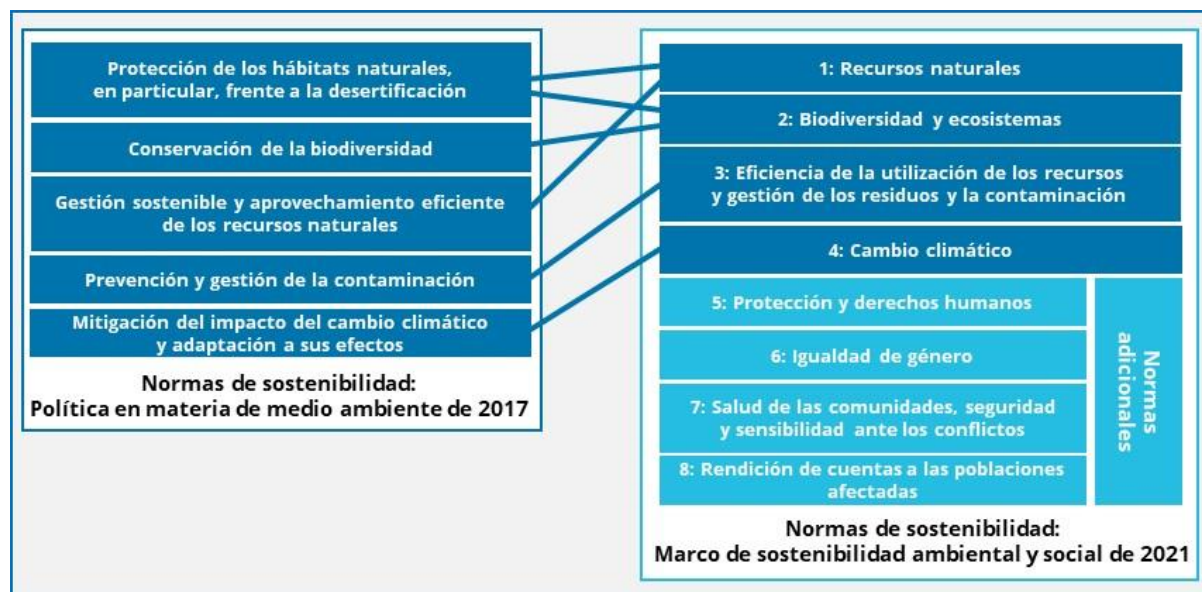 Protección de los hábitats naturales,
en particular, frente a la desertificación
Conservación de la biodiversidad
Gestión sostenible y aprovechamiento eficiente
de los recursos naturales
Prevención y gestión de la contaminación
Mitigación del impacto del cambio climático
y adaptación a sus efectos
Normas de sostenibilidad:
Política en materia de medio ambiente de 2017
1: Recursos naturales
2: Biodiversidad y ecosistemas
3: Eficiencia de la utilización de los recursos
y gestión de los residuos y la contaminación
4: Cambio climático
5: Protección y derechos humanos
6: Igualdad de género
7: Salud de las comunidades, seguridad
y sensibilidad ante los conflictos
8: Rendición de cuentas a las poblaciones
afectadas
Normas
adicionales
Normas de sostenibilidad:
Marco de sostenibilidad ambiental y social de 2021